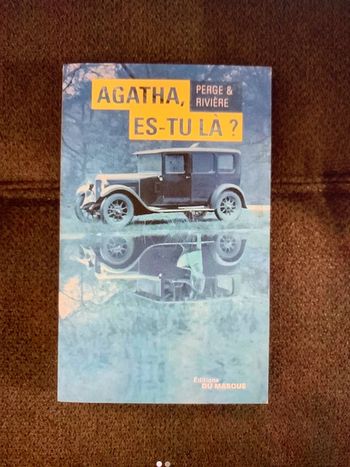 AGATHA,
PERGE &
RIVIÈRE
ES-TU LÀ ?
Éditions
DU MASQUE